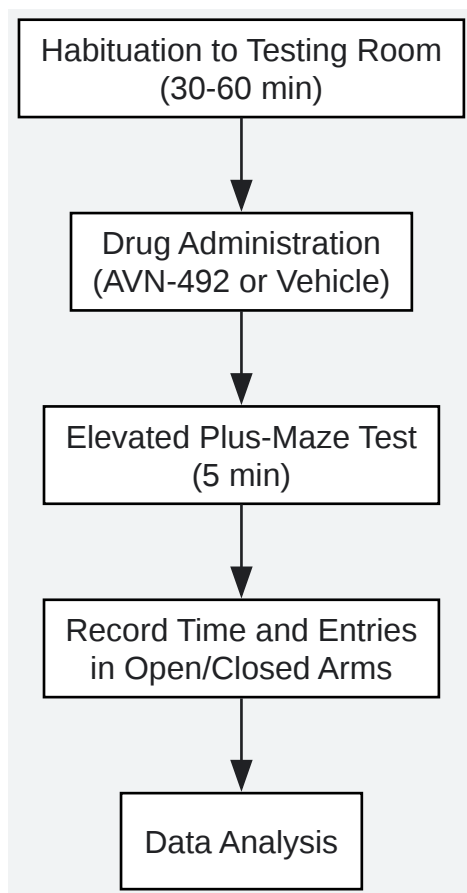 Habituation to Testing Room
(30-60 min)
Drug Administration
(AVN-492 or Vehicle)
Elevated Plus-Maze Test
(5 min)
Record Time and Entries
in Open/Closed Arms
Data Analysis